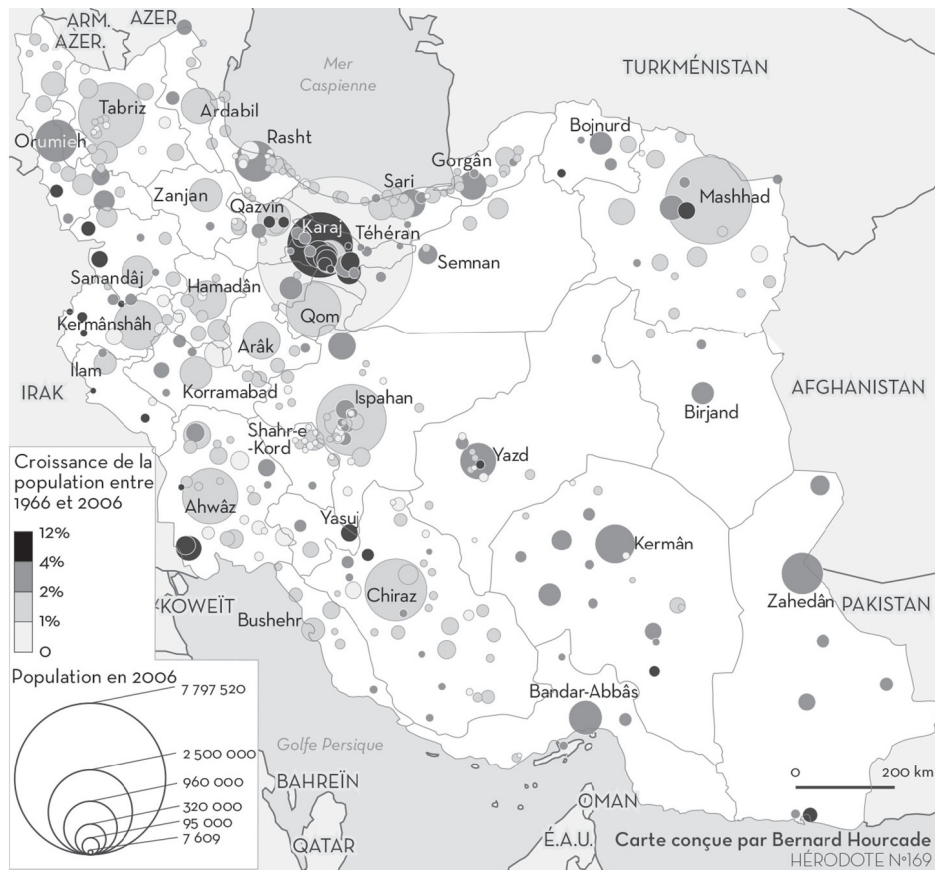 ARM.
AZER.
AZER.
Mer
Caspienne
TURKMÉNISTAN
Tabriz
Ardabil
Orumieh
Rasht
Bojnurd
Gorgân
Sari
Mashhad
Zanjan
Qazvin
Karaj
Téhéran
Semnan
Sanandâj
Hamadân
Kermânshâh
Qom
Arâk
Ilam
IRAK
Korramabad
Ispahan
AFGHANISTAN
Birjand
Shahr-e
-Kord
Yazd
Croissance de la
population entre
1966 et 2006
12%
4%
2%
1%
0
Ahwâz
Yasuj
Kermân
KOWEÏT
Chiraz
Zahedân
PAKISTAN
Bushehr
Population en 2006
7 797 520
2 500 000
960 000
320 000
95 000
7 609
Bandar-Abbâs
Golfe Persique
BAHREÏN
QATAR
OMAN
É.A.U.
0
200 km
Carte conçue par Bernard Hourcade
HÉRODOTE N°169